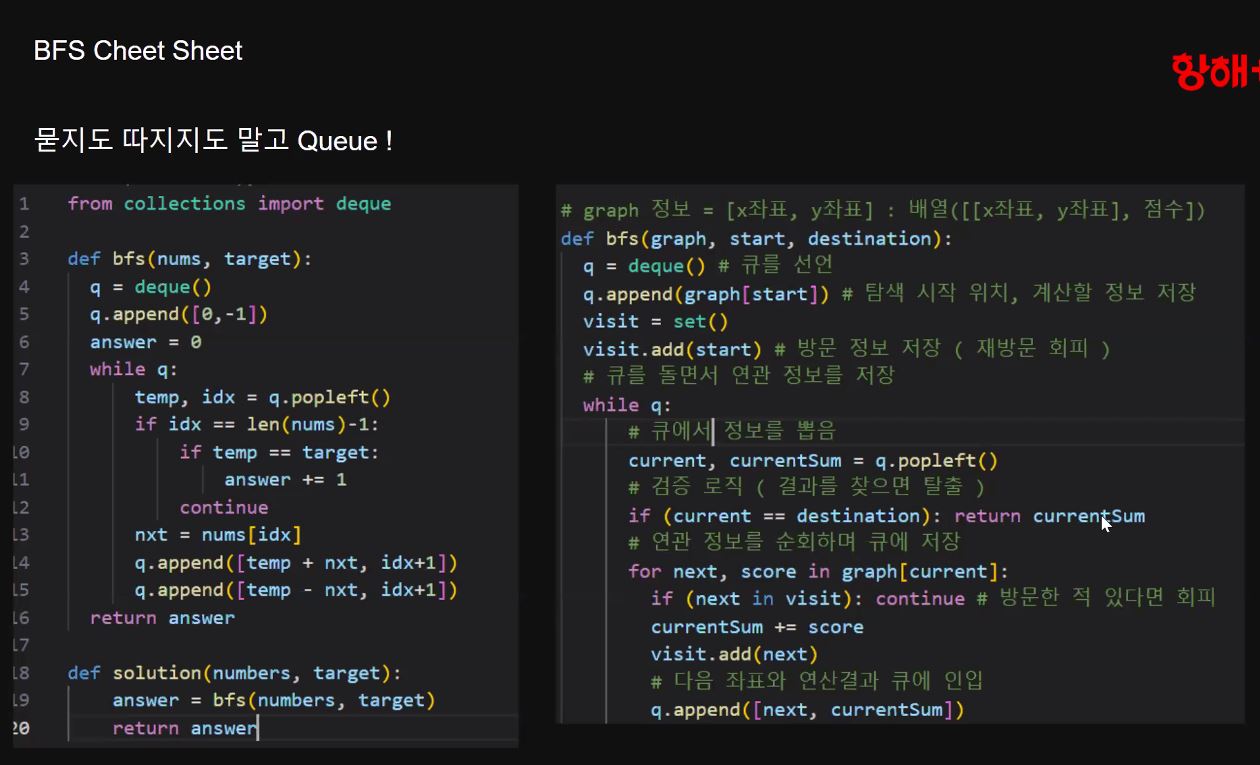 BFS Cheet Sheet
항해
묻지도 따지지도 말고 Queue !
1 from collections import deque
2
3 def bfs(nums, target):
4 q = deque()
5 q.append([0,-1])
6 answer = 0
7 while q:
8 temp, idx = q.popleft()
9 if idx == len(nums)-1:
10 if temp == target:
11 answer += 1
12 continue
13 nxt = nums[idx]
14 q.append([temp + nxt, idx+1])
15 q.append([temp - nxt, idx+1])
16 return answer
17
18 def solution(numbers, target):
19 answer = bfs(numbers, target)
20 return answer
# graph 정보 = [x좌표, y좌표] : 배열([[x좌표, y좌표], 점수])
def bfs(graph, start, destination):
q = deque() # 큐를 선언
q.append(graph[start]) # 탐색 시작 위치, 계산할 정보 저장
visit = set()
visit.add(start) # 방문 정보 저장 ( 재방문 회피 )
# 큐를 돌면서 연관 정보를 저장
while q:
# 큐에서 정보를 뽑음
current, currentSum = q.popleft()
# 검증 로직 ( 결과를 찾으면 탈출 )
if (current == destination): return currentSum
# 연관 정보를 순회하며 큐에 저장
for next, score in graph[current]:
if (next in visit): continue # 방문한 적 있다면 회피
currentSum += score
visit.add(next)
# 다음 좌표와 연산결과 큐에 인입
q.append([next, currentSum])